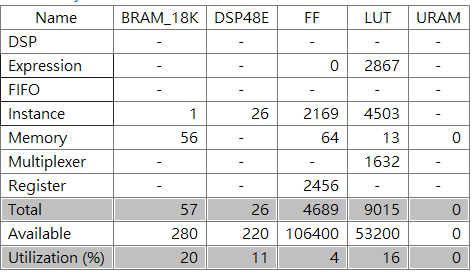 Name BRAM_18K DSP48E FF LUT URAM
DSP - - - - -
Expression - - 0 2867 -
FIFO - - - - -
Instance 1 26 2169 4503 -
Memory 56 - 64 13 0
Multiplexer - - - 1632 -
Register - - 2456 - -
Total 57 26 4689 9015 0
Available 280 220 106400 53200 0
Utilization (%) 20 11 4 16 0